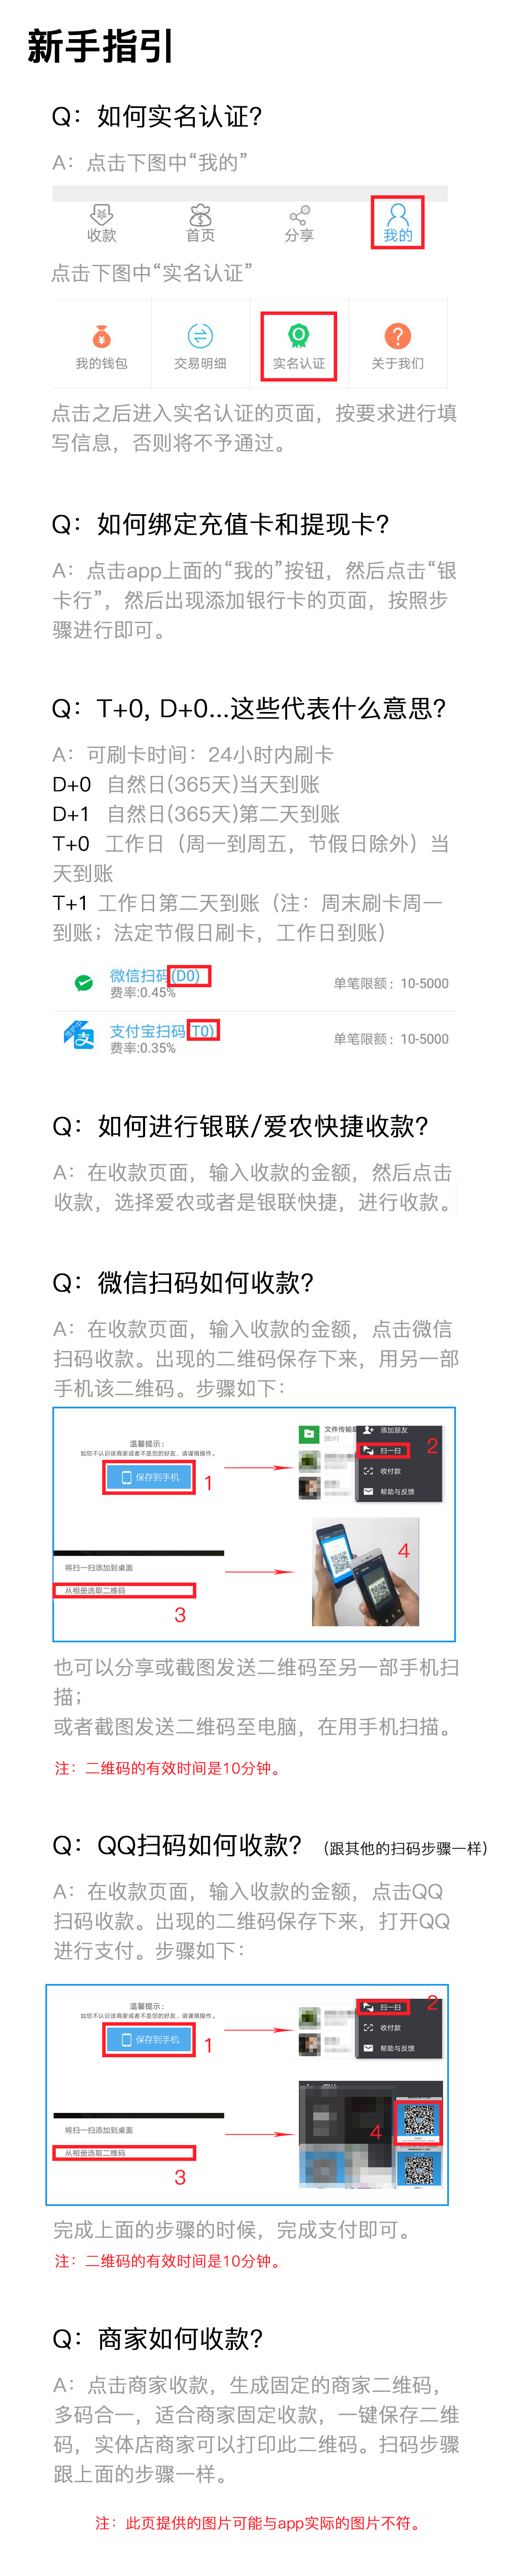 新手指引
Q：如何实名认证?
A：点击下图中“我的”
收款
首页
分享
我的
点击下图中“实名认证”
我的钱包
交易明细
实名认证
关于我们
点击之后进入实名认证的页面，按要求进行填
写信息，否则将不予通过。
Q：如何绑定充值卡和提现卡?
A：点击app上面的“我的”按钮，然后点击“银
卡行”，然后出现添加银行卡的页面，按照步
骤进行即可。
Q：T+0, D+0...这些代表什么意思?
A：可刷卡时间：24小时内刷卡
D+0 自然日(365天)当天到账
D+1 自然日(365天)第二天到账
T+0 工作日（周一到周五，节假日除外）当
天到账
T+1 工作日第二天到账（注：周末刷卡周一
到账；法定节假日刷卡，工作日到账）
微信扫码(D0)
费率:0.45%
单笔限额：10-5000
支付宝扫码(T0)
费率:0.35%
单笔限额：10-5000
Q：如何进行银联/爱农快捷收款?
A：在收款页面，输入收款的金额，然后点击
收款，选择爱农或者是银联快捷，进行收款。
Q：微信扫码如何收款?
A：在收款页面，输入收款的金额，点击微信
扫码收款。出现的二维码保存下来，用另一部
手机该二维码。步骤如下：
温馨提示：
如您不认识该商家或者不是您的好友，请谨慎操作。
保存到手机
1
文件传输助
[图片]
添加朋友
扫一扫
2
收付款
帮助与反馈
将扫一扫添加到桌面
从相册选取二维码
3
4
也可以分享或截图发送二维码至另一部手机扫
描；
或者截图发送二维码至电脑，在用手机扫描。
注：二维码的有效时间是10分钟。
Q：QQ扫码如何收款?（跟其他的扫码步骤一样）
A：在收款页面，输入收款的金额，点击QQ
扫码收款。出现的二维码保存下来，打开QQ
进行支付。步骤如下：
温馨提示：
如您不认识该商家或者不是您的好友，请谨慎操作。
保存到手机
1
扫一扫
2
收付款
帮助与反馈
将扫一扫添加到桌面
从相册选取二维码
3
4
完成上面的步骤的时候，完成支付即可。
注：二维码的有效时间是10分钟。
Q：商家如何收款?
A：点击商家收款，生成固定的商家二维码，
多码合一，适合商家固定收款，一键保存二维
码，实体店商家可以打印此二维码。扫码步骤
跟上面的步骤一样。
注：此页提供的图片可能与app实际的图片不符。